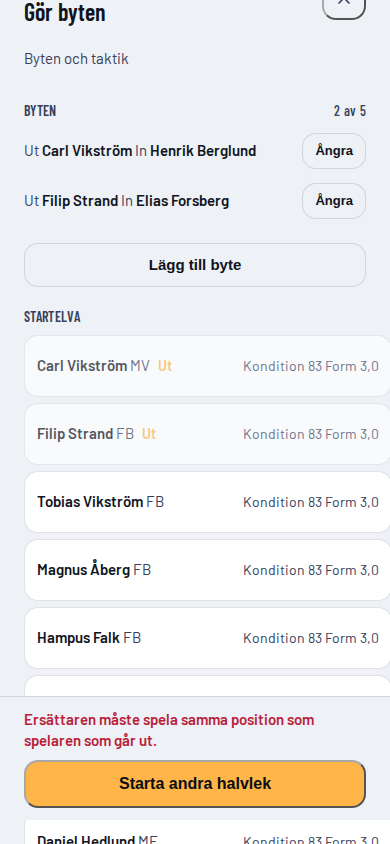 Gör byten
Byten och taktik
BYTEN 2 av 5
Ut Carl Vikström In Henrik Berglund Ångra
Ut Filip Strand In Elias Forsberg Ångra
Lägg till byte
STARTELVA
Carl Vikström MV Ut Kondition 83 Form 3,0
Filip Strand FB Ut Kondition 83 Form 3,0
Tobias Vikström FB Kondition 83 Form 3,0
Magnus Åberg FB Kondition 83 Form 3,0
Hampus Falk FB Kondition 83 Form 3,0
Ersättaren måste spela samma position som
spelaren som går ut.
Starta andra halvlek
Daniel Hedlund MF Kondition 83 Form 3,0